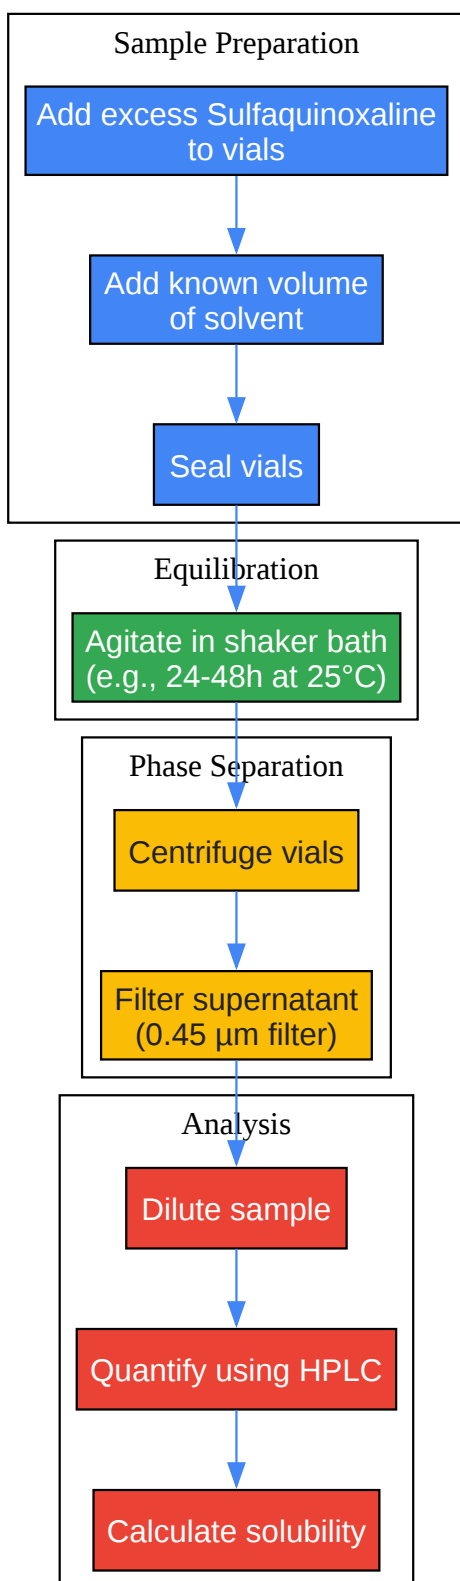 Sample Preparation
Add excess Sulfaquinoxaline
to vials
Add known volume
of solvent
Seal vials
Equilibration
Agitate in shaker bath
(e.g., 24-48h at 25°C)
Phase Separation
Centrifuge vials
Filter supernatant
(0.45 µm filter)
Analysis
Dilute sample
Quantify using HPLC
Calculate solubility